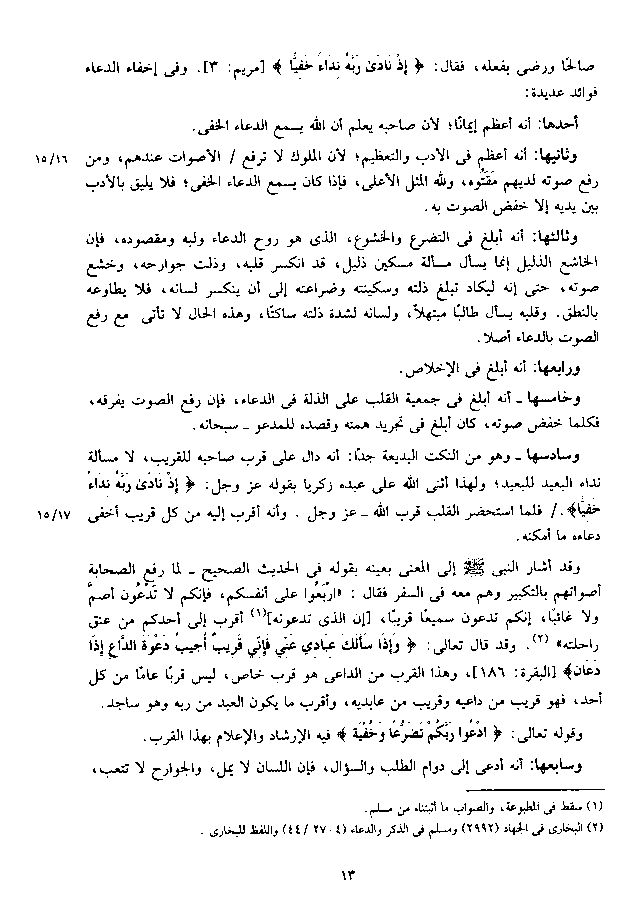 صالحًا ورضى بفعله، فقال: ﴿ إِذْ نَادَىٰ رَبَّهُ نِدَاءً خَفِيًّا ﴾ [مريم: ٣]. وفى إخفاء الدعاء
فوائد عديدة:
أحدها: أنه أعظم إيمانًا؛ لأن صاحبه يعلم أن الله يسمع الدعاء الخفى.
١٥/١٦ وثانيها: أنه أعظم فى الأدب والتعظيم؛ لأن الملوك لا ترفع / الأصوات عندهم، ومن
رفع صوته لديهم مَقَتُوه، ولله المثل الأعلى، فإذا كان يسمع الدعاء الخفى؛ فلا يليق بالأدب
بين يديه إلا خفض الصوت به.
وثالثها: أنه أبلغ فى التضرع والخشوع، الذى هو روح الدعاء ولبه ومقصوده، فإن
الخاشع الذليل إنما يسأل مسألة مسكين ذليل، قد انكسر قلبه، وذلت جوارحه، وخشع
صوته، حتى إنه ليكاد تبلغ ذلته وسكينته وضراعته إلى أن ينكسر لسانه، فلا يطاوعه
بالنطق. وقلبه يسأل طالبًا مبتهلاً، ولسانه لشدة ذلته ساكتًا، وهذه الحال لا تأتى مع رفع
الصوت بالدعاء أصلا.
ورابعها: أنه أبلغ فى الإخلاص.
وخامسها ـ أنه أبلغ فى جمعية القلب على الذلة فى الدعاء، فإن رفع الصوت يفرقه،
فكلما خفض صوته، كان أبلغ فى تجريد همته وقصده للمدعو ـ سبحانه.
وسادسها ـ وهو من النكت البديعة جدًا: أنه دال على قرب صاحبه للقريب، لا مسألة
نداء البعيد للبعيد؛ ولهذا أثنى الله على عبده زكريا بقوله عز وجل: ﴿ إِذْ نَادَىٰ رَبَّهُ نِدَاءً
١٥/١٧ خَفِيًّا﴾. / فلما استحضر القلب قرب الله ـ عز وجل . وأنه أقرب إليه من كل قريب أخفى
دعاءه ما أمكنه.
وقد أشار النبى ﷺ إلى المعنى بعينه بقوله فى الحديث الصحيح ـ لما رفع الصحابة
أصواتهم بالتكبير وهم معه فى السفر فقال : «ارْبَعُوا على أنفسكم، فإنكم لا تَدْعُون أصمَّ
ولا غائبًا، إنكم تدعون سميعًا قريبًا، [إن الذى تدعونه](١) أقرب إلى أحدكم من عنق
راحلته» (٢). وقد قال تعالى: ﴿ وَإِذَا سَأَلَكَ عِبَادِي عَنِّي فَإِنِّي قَرِيبٌ أُجِيبُ دَعْوَةَ الدَّاعِ إِذَا
دَعَانِ﴾ [البقرة: ١٨٦]، وهذا القرب من الداعى هو قرب خاص، ليس قربًا عامًا من كل
أحد، فهو قريب من داعيه وقريب من عابديه، وأقرب ما يكون العبد من ربه وهو ساجد.
وقوله تعالى: ﴿ ادْعُوا رَبَّكُمْ تَضَرُّعًا وَخُفْيَةً ﴾ فيه الإرشاد والإعلام بهذا القرب.
وسابعها: أنه أدعى إلى دوام الطلب والسؤال، فإن اللسان لا يمل، والجوارح لا تتعب،
(١) سقط فى المطبوعة، والصواب ما أثبتناه من مسلم.
(٢) البخارى فى الجهاد (٢٩٩٢) ومسلم فى الذكر والدعاء (٤٤/٢٧٠٤) واللفظ للبخارى .
١٣